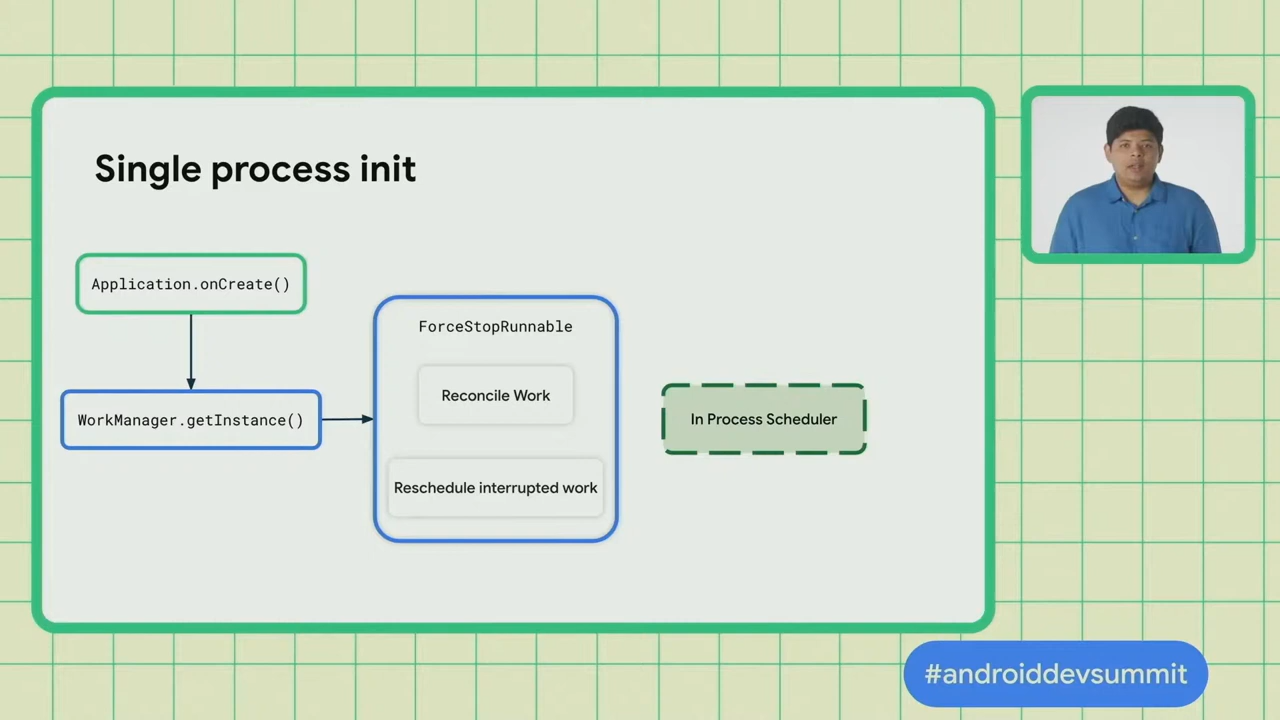 Single process init
Application.onCreate()
WorkManager.getInstance()
ForceStopRunnable
Reconcile Work
Reschedule interrupted work
In Process Scheduler
#androiddevsummit